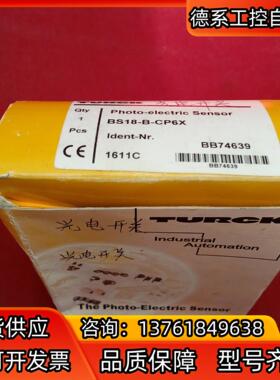 德系工控自
TURCK
Photo-electric Sensor
Qty
1
Pcs
BS18-B-CP6X
Ident-Nr.
BB74639
1611C
CE
BB74639
光电开关
TURCK
Industrial
Automation
光电开关
The Photo-Electric Sensor
货供应
咨询：13761849638
可开发票
品质保障
型号齐